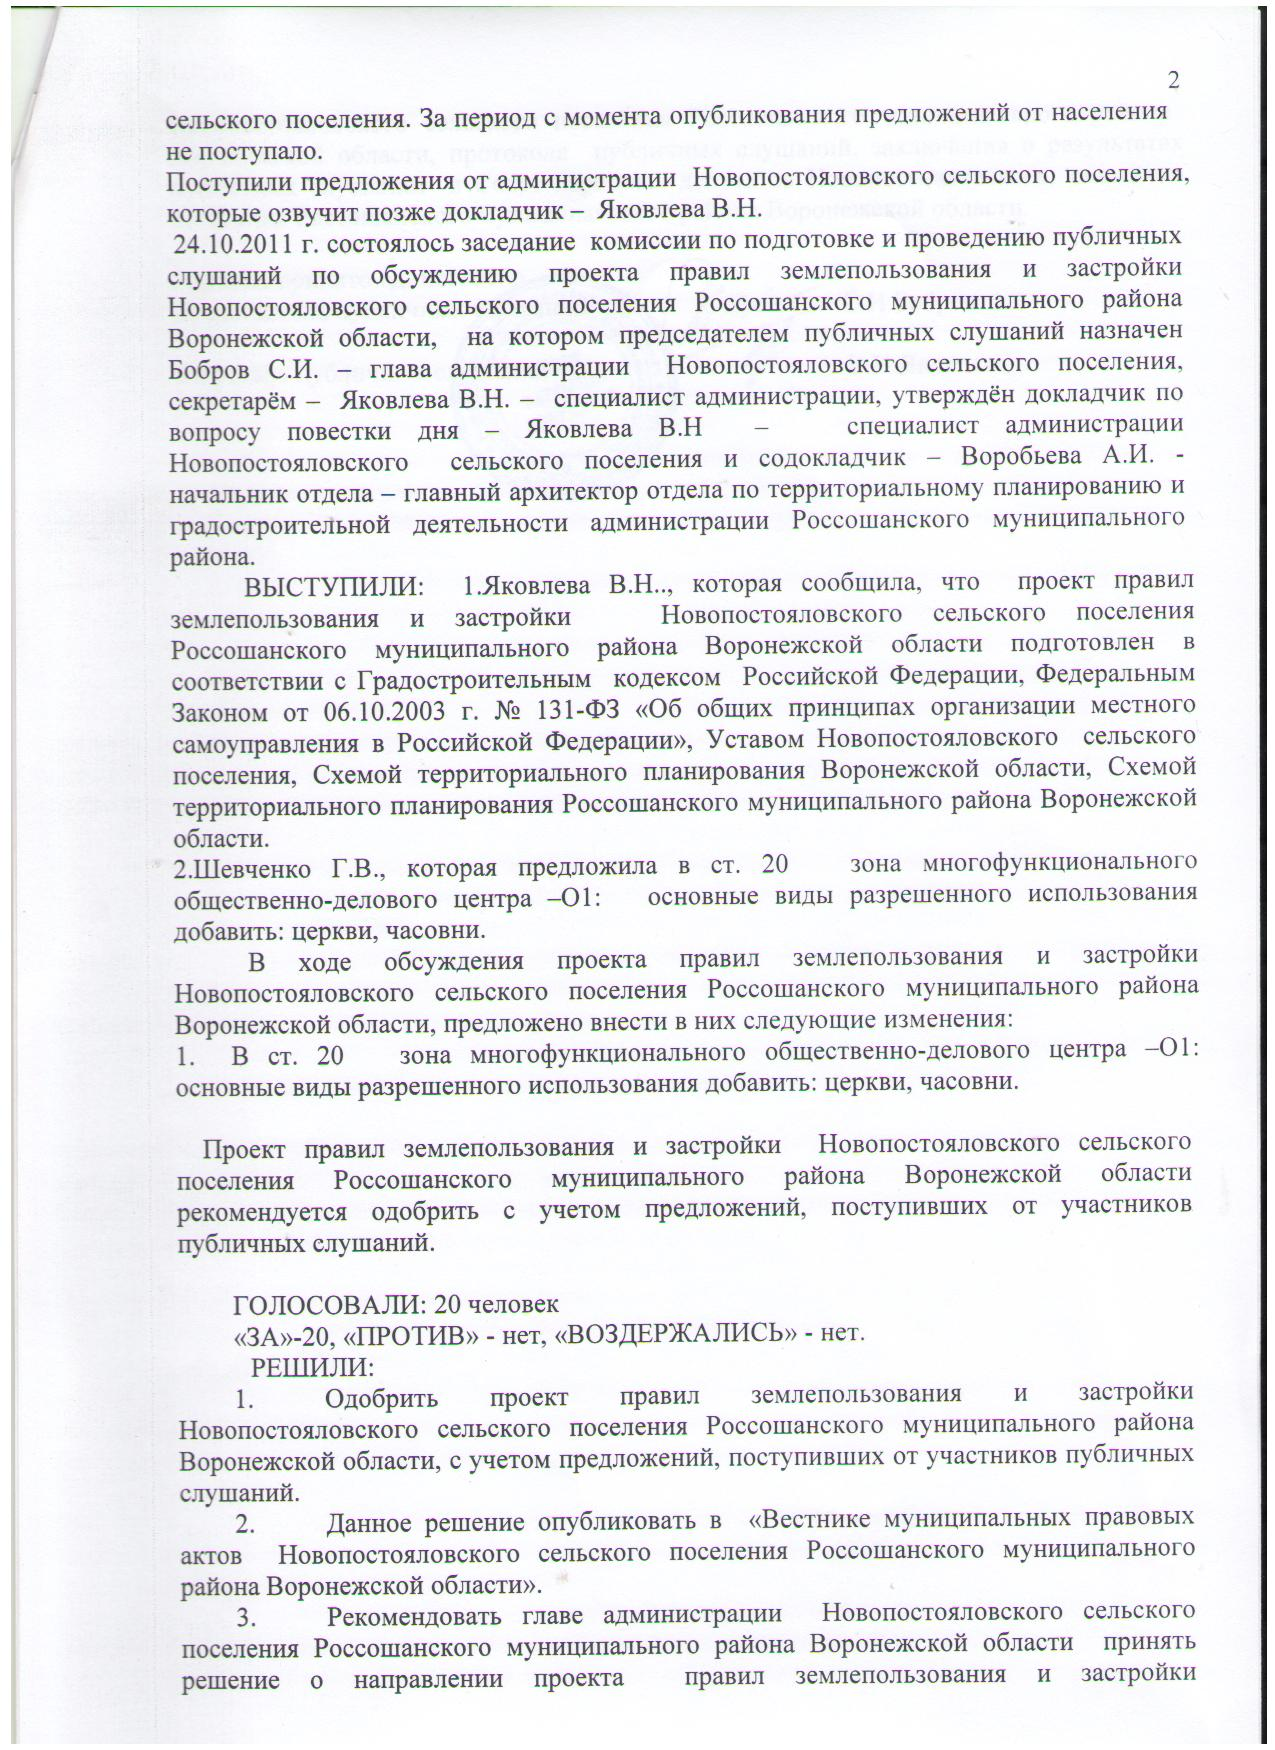 2
сельского поселения. За период с момента опубликования предложений от населения
не поступало.
Поступили предложения от администрации Новопостояловского сельского поселения,
которые озвучит позже докладчик – Яковлева В.Н.
24.10.2011 г. состоялось заседание комиссии по подготовке и проведению публичных
слушаний по обсуждению проекта правил землепользования и застройки
Новопостояловского сельского поселения Россошанского муниципального района
Воронежской области, на котором председателем публичных слушаний назначен
Бобров С.И. – глава администрации Новопостояловского сельского поселения,
секретарём – Яковлева В.Н. – специалист администрации, утверждён докладчик по
вопросу повестки дня – Яковлева В.Н – специалист администрации
Новопостояловского сельского поселения и содокладчик – Воробьева А.И. -
начальник отдела – главный архитектор отдела по территориальному планированию и
градостроительной деятельности администрации Россошанского муниципального
района.
ВЫСТУПИЛИ: 1.Яковлева В.Н.., которая сообщила, что проект правил
землепользования и застройки Новопостояловского сельского поселения
Россошанского муниципального района Воронежской области подготовлен в
соответствии с Градостроительным кодексом Российской Федерации, Федеральным
Законом от 06.10.2003 г. № 131-ФЗ «Об общих принципах организации местного
самоуправления в Российской Федерации», Уставом Новопостояловского сельского
поселения, Схемой территориального планирования Воронежской области, Схемой
территориального планирования Россошанского муниципального района Воронежской
области.
2.Шевченко Г.В., которая предложила в ст. 20 зона многофункционального
общественно-делового центра –О1: основные виды разрешенного использования
добавить: церкви, часовни.
В ходе обсуждения проекта правил землепользования и застройки
Новопостояловского сельского поселения Россошанского муниципального района
Воронежской области, предложено внести в них следующие изменения:
1. В ст. 20 зона многофункционального общественно-делового центра –О1:
основные виды разрешенного использования добавить: церкви, часовни.
Проект правил землепользования и застройки Новопостояловского сельского
поселения Россошанского муниципального района Воронежской области
рекомендуется одобрить с учетом предложений, поступивших от участников
публичных слушаний.
ГОЛОСОВАЛИ: 20 человек
«ЗА»-20, «ПРОТИВ» - нет, «ВОЗДЕРЖАЛИСЬ» - нет.
РЕШИЛИ:
1. Одобрить проект правил землепользования и застройки
Новопостояловского сельского поселения Россошанского муниципального района
Воронежской области, с учетом предложений, поступивших от участников публичных
слушаний.
2. Данное решение опубликовать в «Вестнике муниципальных правовых
актов Новопостояловского сельского поселения Россошанского муниципального
района Воронежской области».
3. Рекомендовать главе администрации Новопостояловского сельского
поселения Россошанского муниципального района Воронежской области принять
решение о направлении проекта правил землепользования и застройки